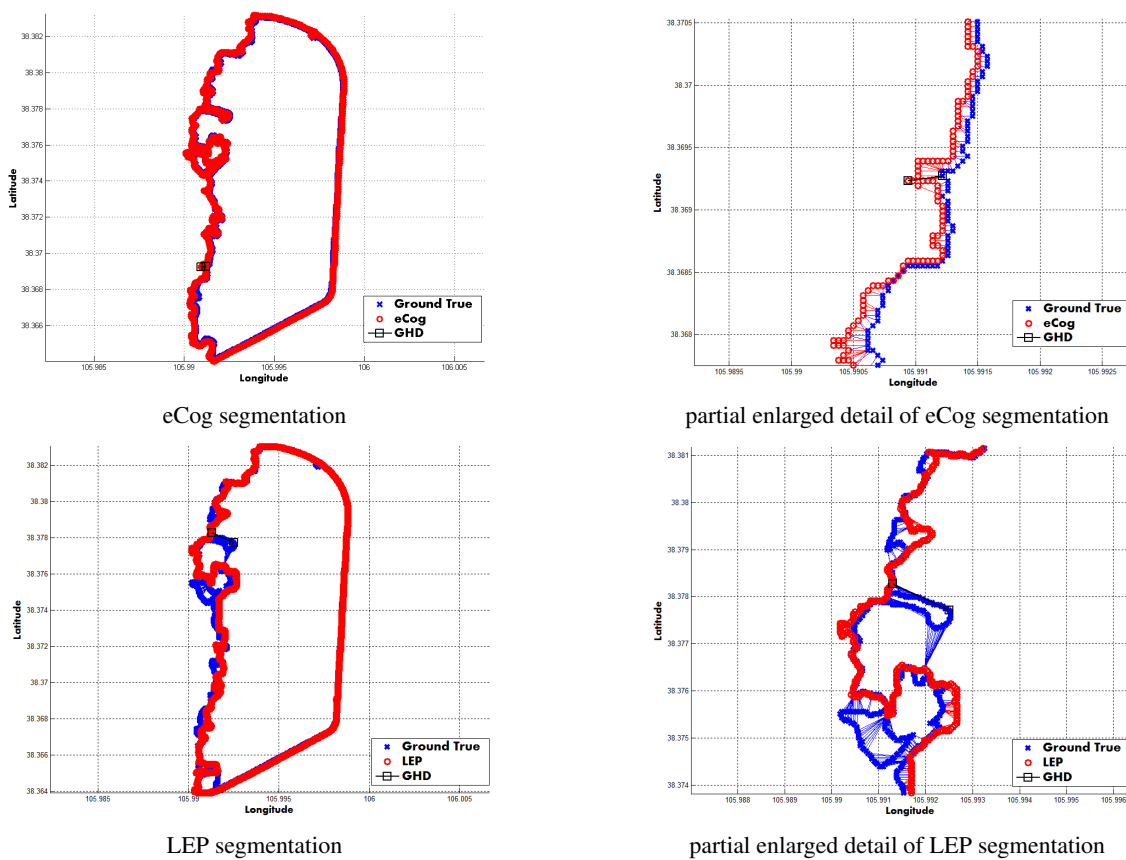 38.382
38.38
38.378
38.376
38.374
38.372
38.37
38.368
38.366
Latitude
Ground True
eCog
GHD
105.985 105.99 105.995 106 106.005
Longitude
eCog segmentation
38.3705
38.37
38.3695
38.369
38.3685
38.368
Latitude
Ground True
eCog
GHD
105.9895 105.99 105.9905 105.991 105.9915 105.992 105.9925
Longitude
partial enlarged detail of eCog segmentation
38.382
38.38
38.378
38.376
38.374
38.372
38.37
38.368
38.366
38.364
Latitude
Ground True
LEP
GHD
105.985 105.99 105.995 106 106.005
Longitude
LEP segmentation
38.381
38.38
38.379
38.378
38.377
38.376
38.375
38.374
Latitude
Ground True
LEP
GHD
105.988 105.989 105.99 105.991 105.992 105.993 105.994 105.995
Longitude
partial enlarged detail of LEP segmentation